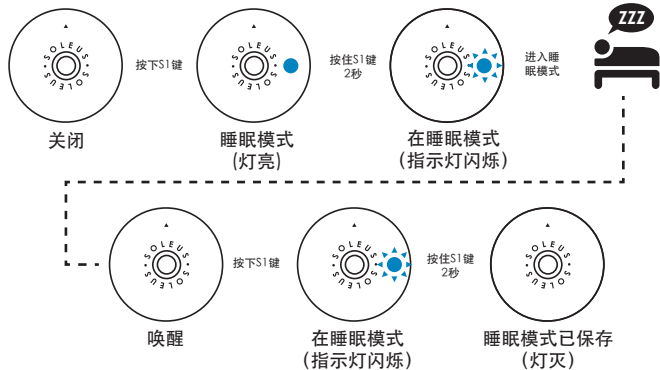 ZZZ
SOLEUS · SOLEUS ·
按下S1键
SOLEUS · SOLEUS ·
按住S1键
2秒
SOLEUS · SOLEUS ·
进入睡
眠模式
关闭
睡眠模式
(灯亮)
在睡眠模式
(指示灯闪烁)
SOLEUS · SOLEUS ·
按下S1键
SOLEUS · SOLEUS ·
按住S1键
2秒
SOLEUS · SOLEUS ·
唤醒
在睡眠模式
(指示灯闪烁)
睡眠模式已保存
(灯灭)